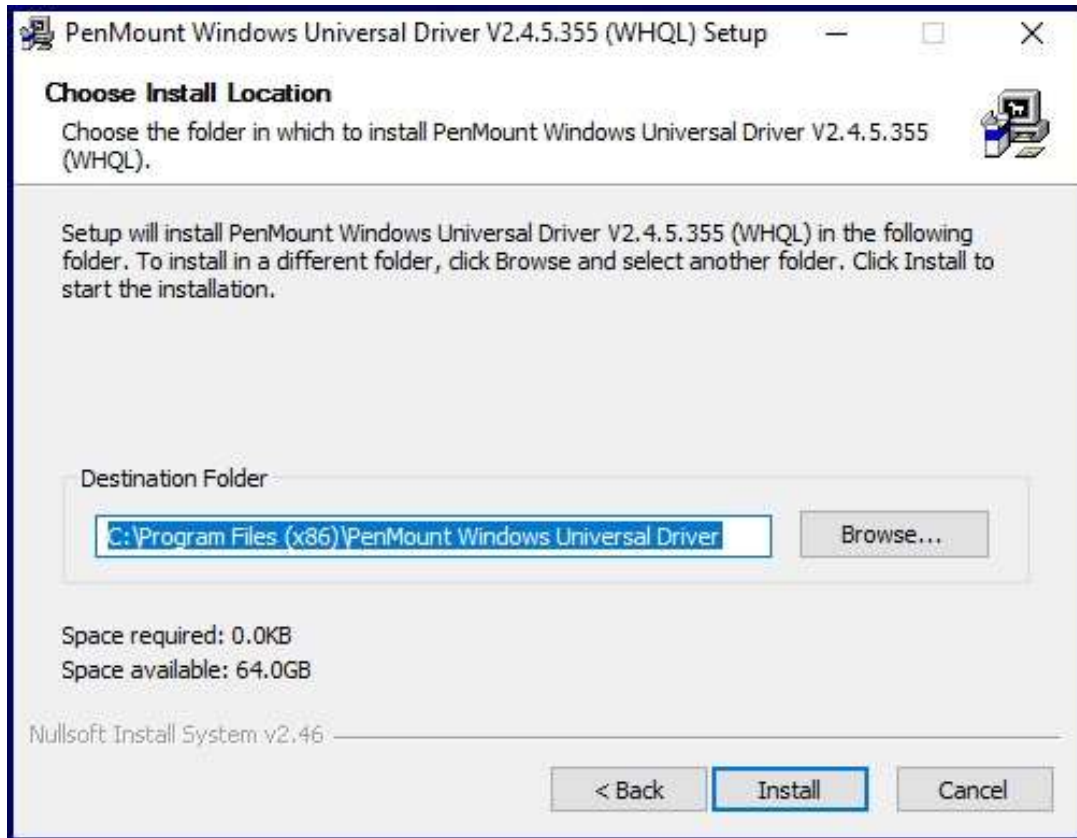 PenMount Windows Universal Driver V2.4.5.355 (WHQL) Setup
Choose Install Location
Choose the folder in which to install PenMount Windows Universal Driver V2.4.5.355
(WHQL).
Setup will install PenMount Windows Universal Driver V2.4.5.355 (WHQL) in the following
folder. To install in a different folder, click Browse and select another folder. Click Install to
start the installation.
Destination Folder
C:\Program Files (x86)\PenMount Windows Universal Driver
Browse...
Space required: 0.0KB
Space available: 64.0GB
Nullsoft Install System v2.46
< Back
Install
Cancel